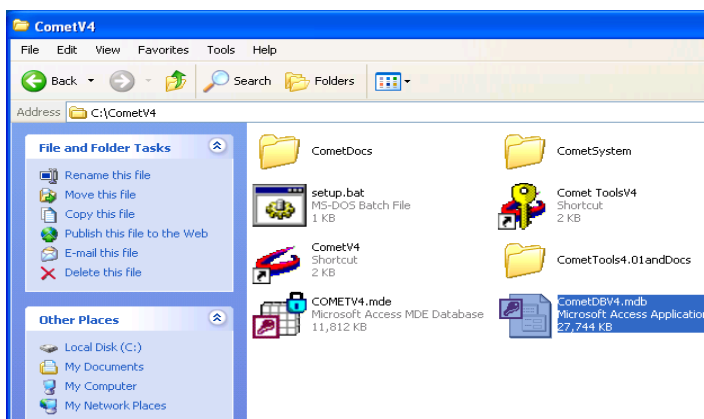 CometV4
File Edit View Favorites Tools Help
Back Search Folders
Address C:\CometV4
File and Folder Tasks
Rename this file
Move this file
Copy this file
Publish this file to the Web
E-mail this file
Delete this file
Other Places
Local Disk (C:)
My Documents
My Computer
My Network Places
CometDocs
CometSystem
setup.bat
MS-DOS Batch File
1 KB
Comet ToolsV4
Shortcut
2 KB
CometV4
Shortcut
2 KB
CometTools4.01andDocs
COMETV4.mde
Microsoft Access MDE Database
11,812 KB
CometDBV4.mdb
Microsoft Access Application
27,744 KB